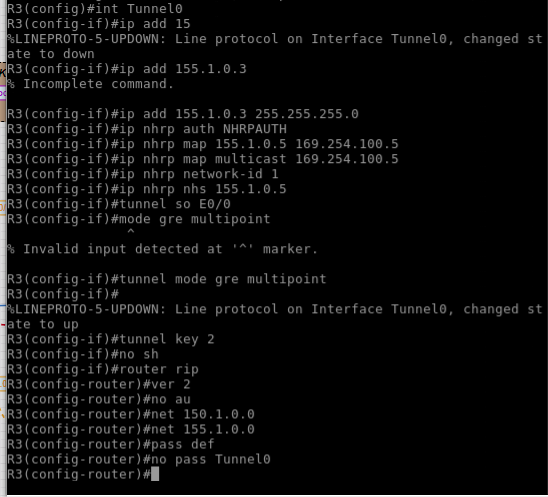 R3(config)#int Tunnel0
R3(config-if)#ip add 15
%LINEPROTO-5-UPDOWN: Line protocol on Interface Tunnel0, changed st
ate to down
R3(config-if)#ip add 155.1.0.3
% Incomplete command.

R3(config-if)#ip add 155.1.0.3 255.255.255.0
R3(config-if)#ip nhrp auth NHRPAUTH
R3(config-if)#ip nhrp map 155.1.0.5 169.254.100.5
R3(config-if)#ip nhrp map multicast 169.254.100.5
R3(config-if)#ip nhrp network-id 1
R3(config-if)#ip nhrp nhs 155.1.0.5
R3(config-if)#tunnel so E0/0
R3(config-if)#mode gre multipoint
               ^
% Invalid input detected at '^' marker.

R3(config-if)#tunnel mode gre multipoint
R3(config-if)#
%LINEPROTO-5-UPDOWN: Line protocol on Interface Tunnel0, changed st
ate to up
R3(config-if)#tunnel key 2
R3(config-if)#no sh
R3(config-if)#router rip
R3(config-router)#ver 2
R3(config-router)#no au
R3(config-router)#net 150.1.0.0
R3(config-router)#net 155.1.0.0
R3(config-router)#pass def
R3(config-router)#no pass Tunnel0
R3(config-router)#